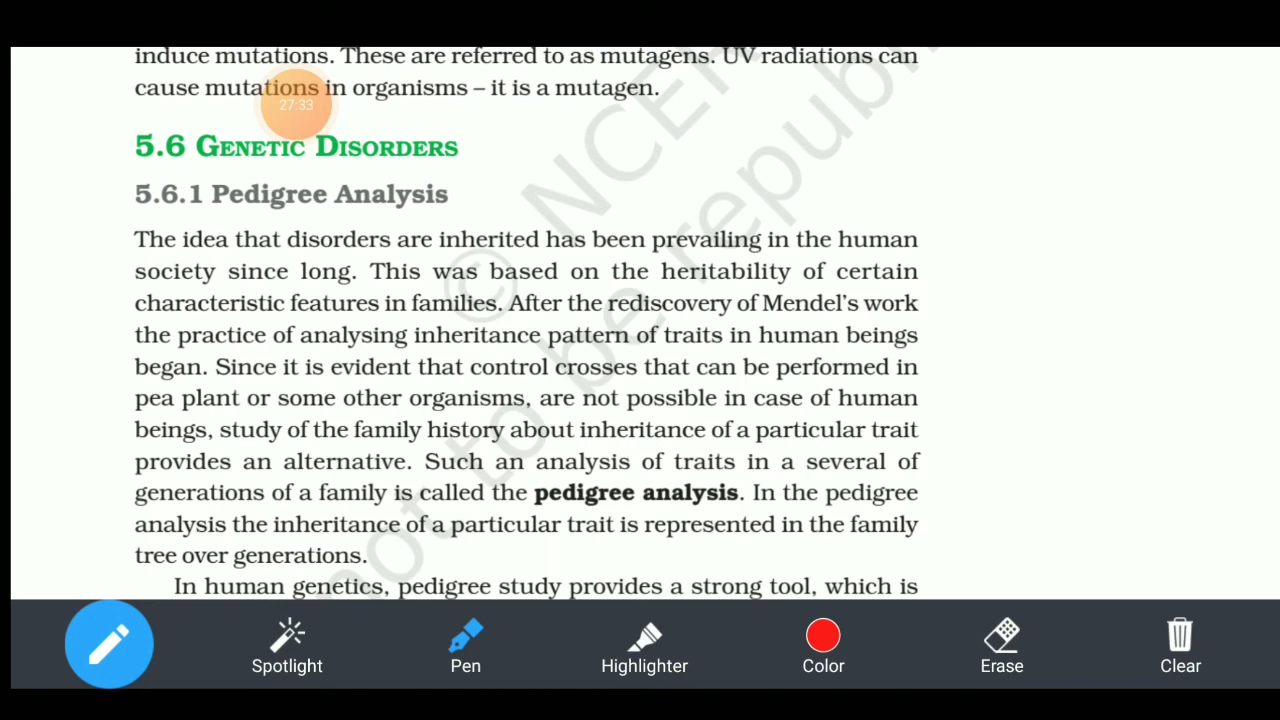 induce mutations. These are referred to as mutagens. UV radiations can
cause mutations in organisms – it is a mutagen.
27:33
5.6 GENETIC DISORDERS
5.6.1 Pedigree Analysis
The idea that disorders are inherited has been prevailing in the human
society since long. This was based on the heritability of certain
characteristic features in families. After the rediscovery of Mendel's work
the practice of analysing inheritance pattern of traits in human beings
began. Since it is evident that control crosses that can be performed in
pea plant or some other organisms, are not possible in case of human
beings, study of the family history about inheritance of a particular trait
provides an alternative. Such an analysis of traits in a several of
generations of a family is called the pedigree analysis. In the pedigree
analysis the inheritance of a particular trait is represented in the family
tree over generations.
In human genetics, pedigree study provides a strong tool, which is
© NCER
not to be republi
Spotlight
Pen
Highlighter
Color
Erase
Clear